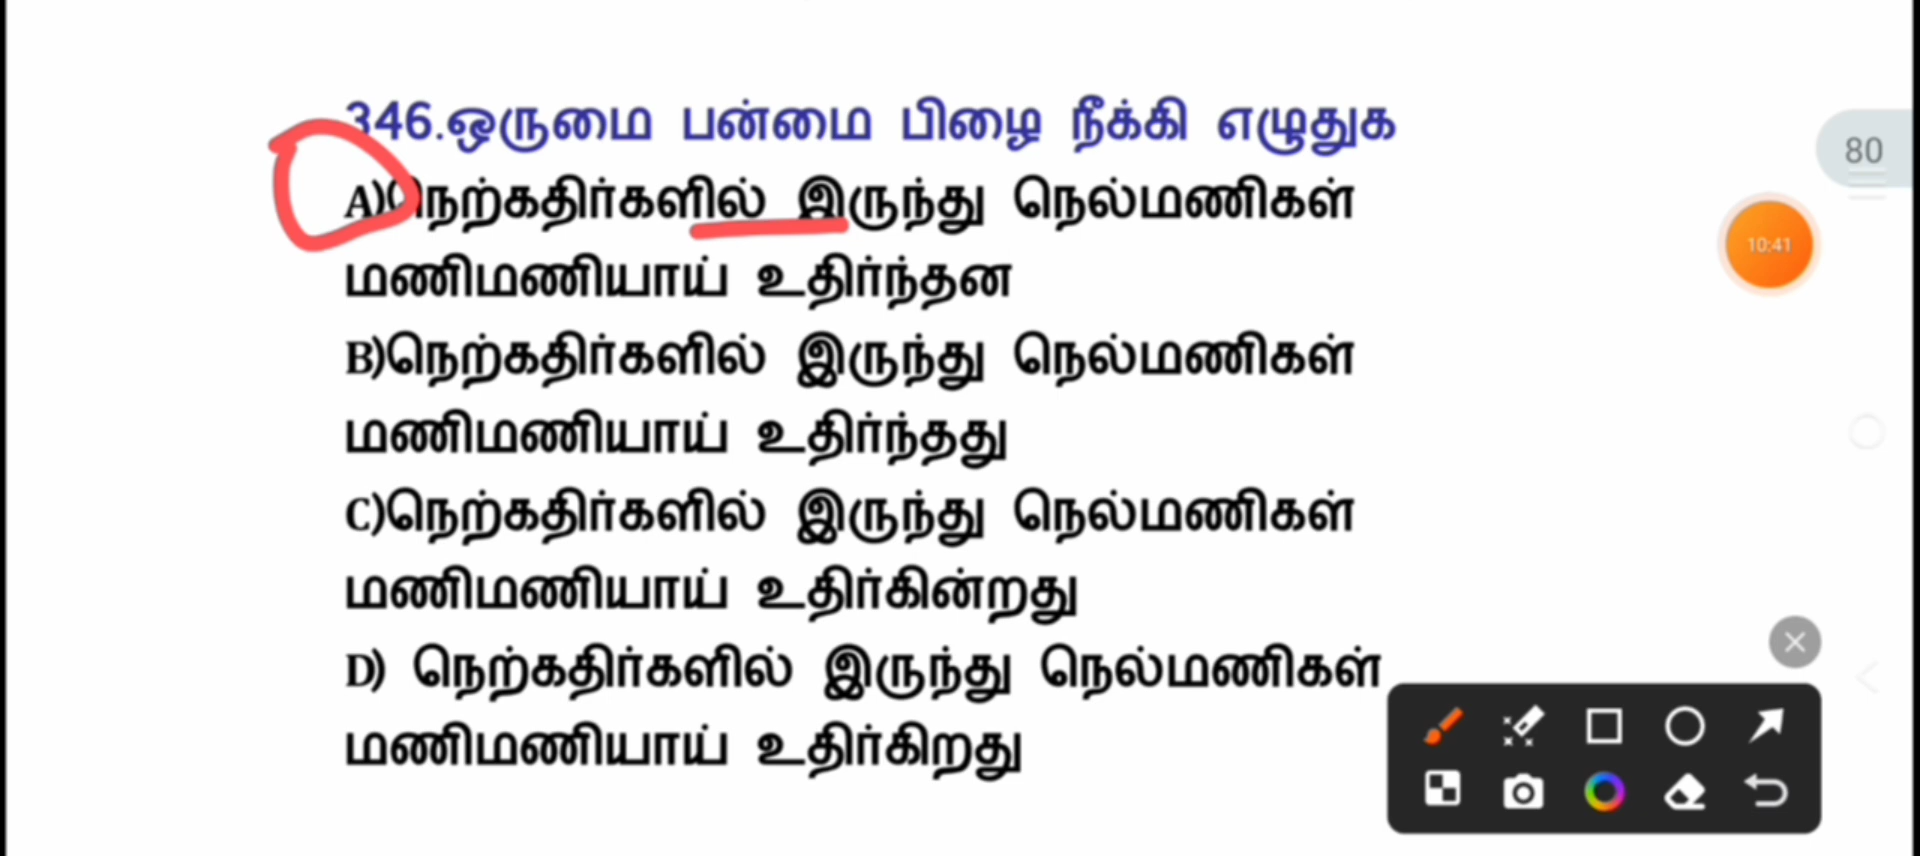 346.ஒருமை பன்மை பிழை நீக்கி எழுதுக
A)நெற்கதிர்களில் இருந்து நெல்மணிகள்
மணிமணியாய் உதிர்ந்தன
B)நெற்கதிர்களில் இருந்து நெல்மணிகள்
மணிமணியாய் உதிர்ந்தது
C)நெற்கதிர்களில் இருந்து நெல்மணிகள்
மணிமணியாய் உதிர்கின்றது
D) நெற்கதிர்களில் இருந்து நெல்மணிகள்
மணிமணியாய் உதிர்கிறது
80
10:41